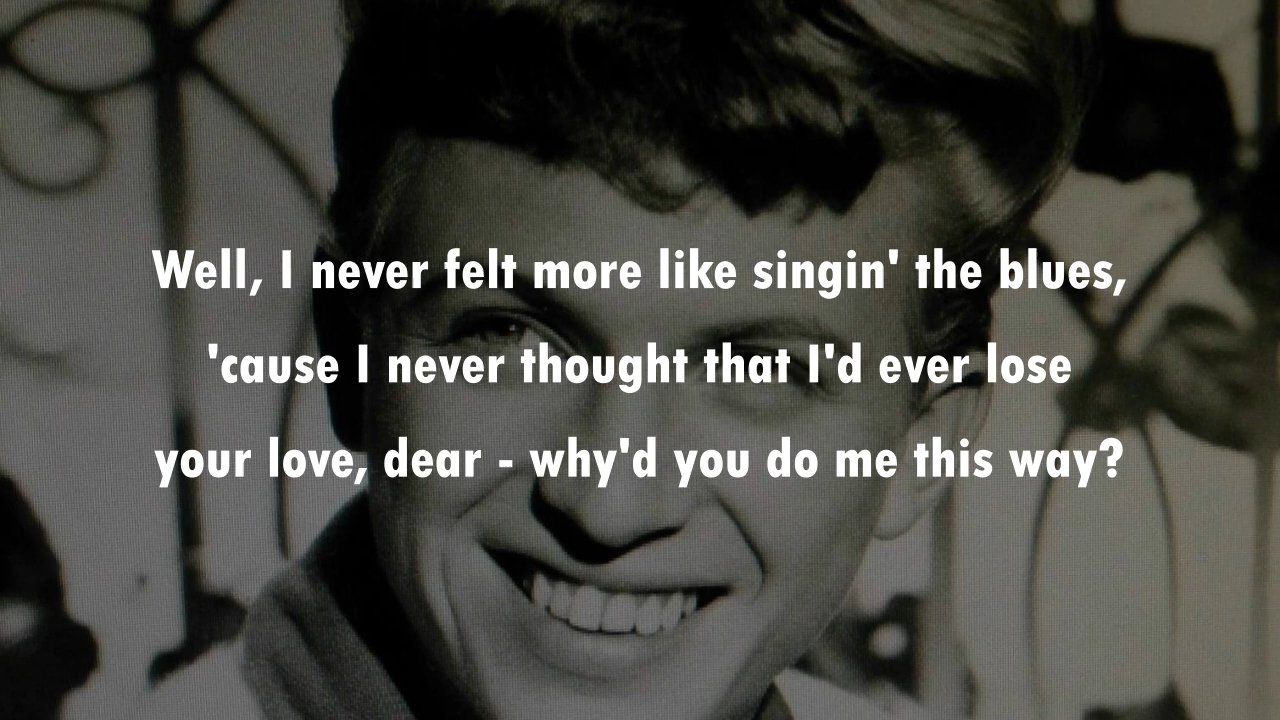 Well, I never felt more like singin' the blues,
'cause I never thought that I'd ever lose
your love, dear - why'd you do me this way?